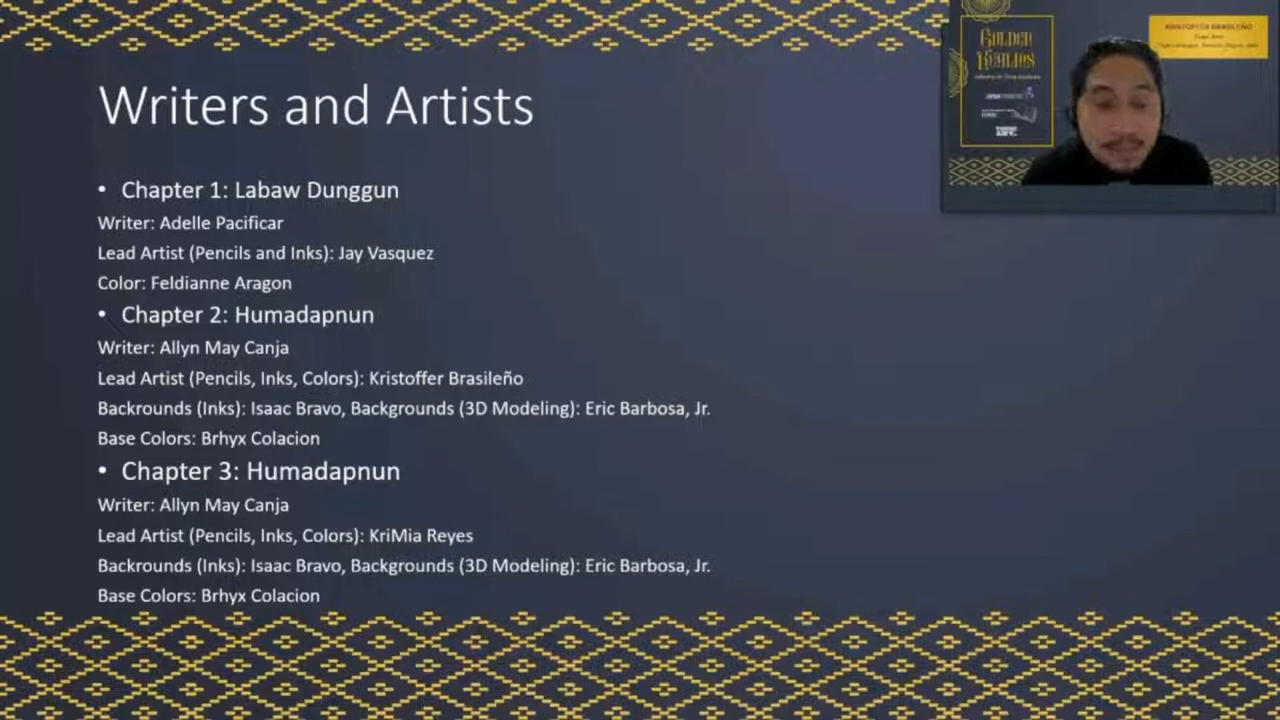 Writers and Artists
• Chapter 1: Labaw Dunggun
Writer: Adelle Pacificar
Lead Artist (Pencils and Inks): Jay Vasquez
Color: Feldianne Aragon
• Chapter 2: Humadapnun
Writer: Allyn May Canja
Lead Artist (Pencils, Inks, Colors): Kristoffer Brasileño
Backrounds (Inks): Isaac Bravo, Backgrounds (3D Modeling): Eric Barbosa, Jr.
Base Colors: Brhyx Colacion
• Chapter 3: Humadapnun
Writer: Allyn May Canja
Lead Artist (Pencils, Inks, Colors): KriMia Reyes
Backrounds (Inks): Isaac Bravo, Backgrounds (3D Modeling): Eric Barbosa, Jr.
Base Colors: Brhyx Colacion
KRISTOFFER BRASILEÑO